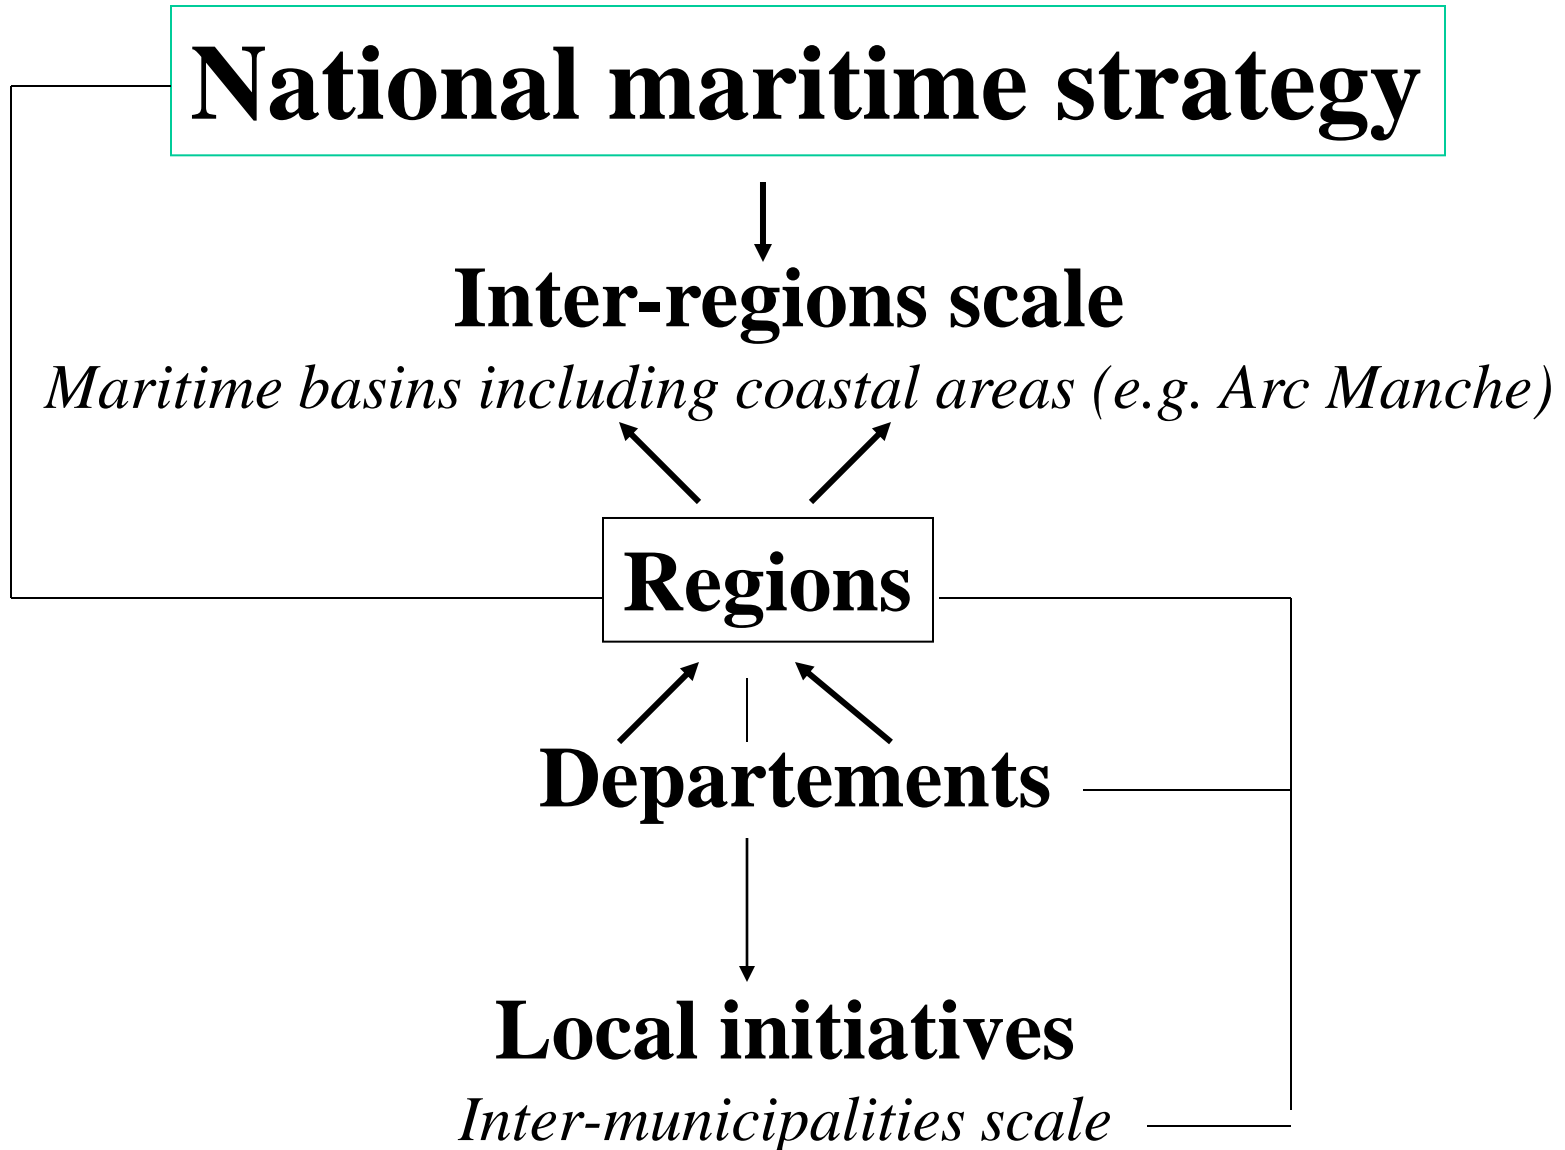 National maritime strategy
Inter-regions scale
Maritime basins including coastal areas (e.g. Arc Manche)
Regions
Departements
Local initiatives
Inter-municipalities scale